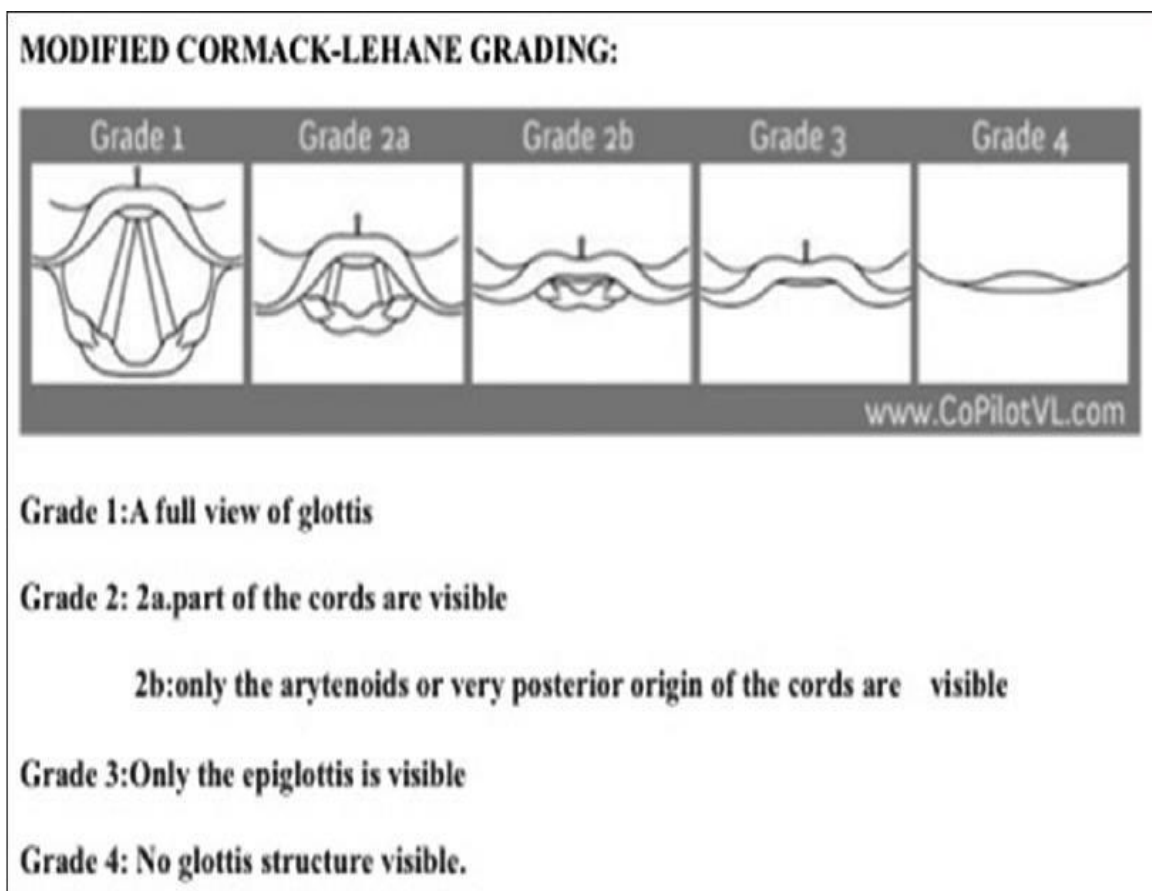 MODIFIED CORMACK-LEHANE GRADING:
Grade 1 Grade 2a Grade 2b Grade 3 Grade 4
www.CoPilotVL.com
Grade 1:A full view of glottis
Grade 2: 2a.part of the cords are visible
2b:only the arytenoids or very posterior origin of the cords are visible
Grade 3:Only the epiglottis is visible
Grade 4: No glottis structure visible.